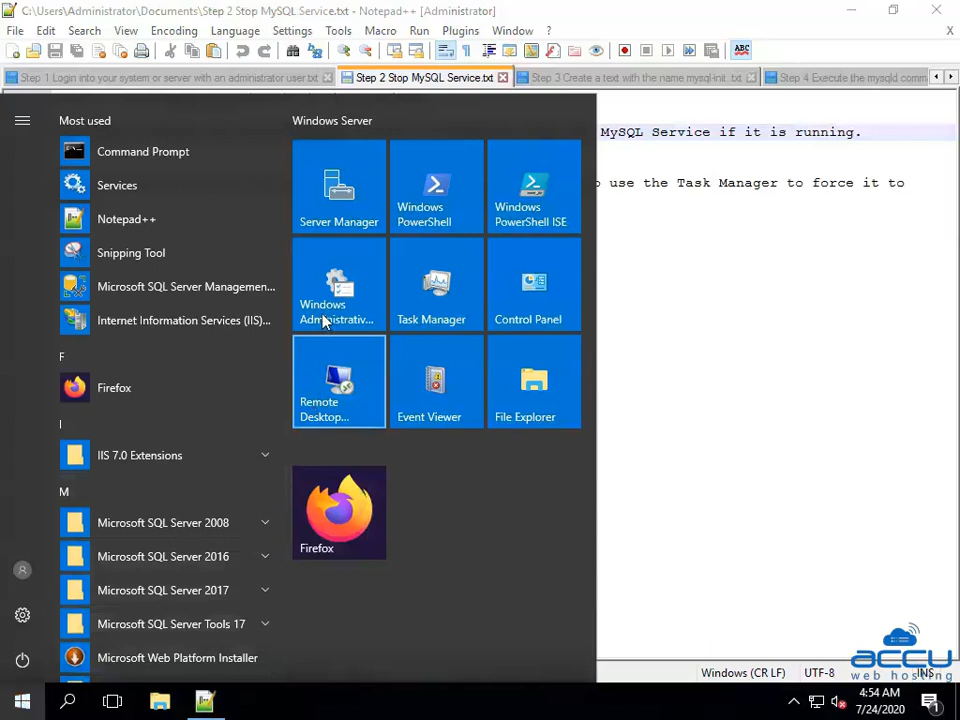 C:\Users\Administrator\Documents\Step 2 Stop MySQL Service.txt - Notepad++ [Administrator]
File Edit Search View Encoding Language Settings Tools Macro Run Plugins Window ? X
Step 1 Login into your system or server with an administrator user.txt Step 2 Stop MySQL Service.txt Step 3 Create a text with the name mysql-init .txt Step 4 Execute the mysqld comm
Most used
Windows Server
MySQL Service if it is running.
use the Task Manager to force it to
Command Prompt
Services
Notepad++
Snipping Tool
Microsoft SQL Server Managemen...
Internet Information Services (IIS)...
F
Firefox
I
IIS 7.0 Extensions
M
Microsoft SQL Server 2008
Microsoft SQL Server 2016
Microsoft SQL Server 2017
Microsoft SQL Server Tools 17
Microsoft Web Platform Installer
Server Manager
Windows
PowerShell
Windows
PowerShell ISE
Windows
Administrativ...
Task Manager
Control Panel
Remote
Desktop...
Event Viewer
File Explorer
Firefox
Windows (CR LF) UTF-8 INS
accu
web hosting
4:54 AM
7/24/2020
1